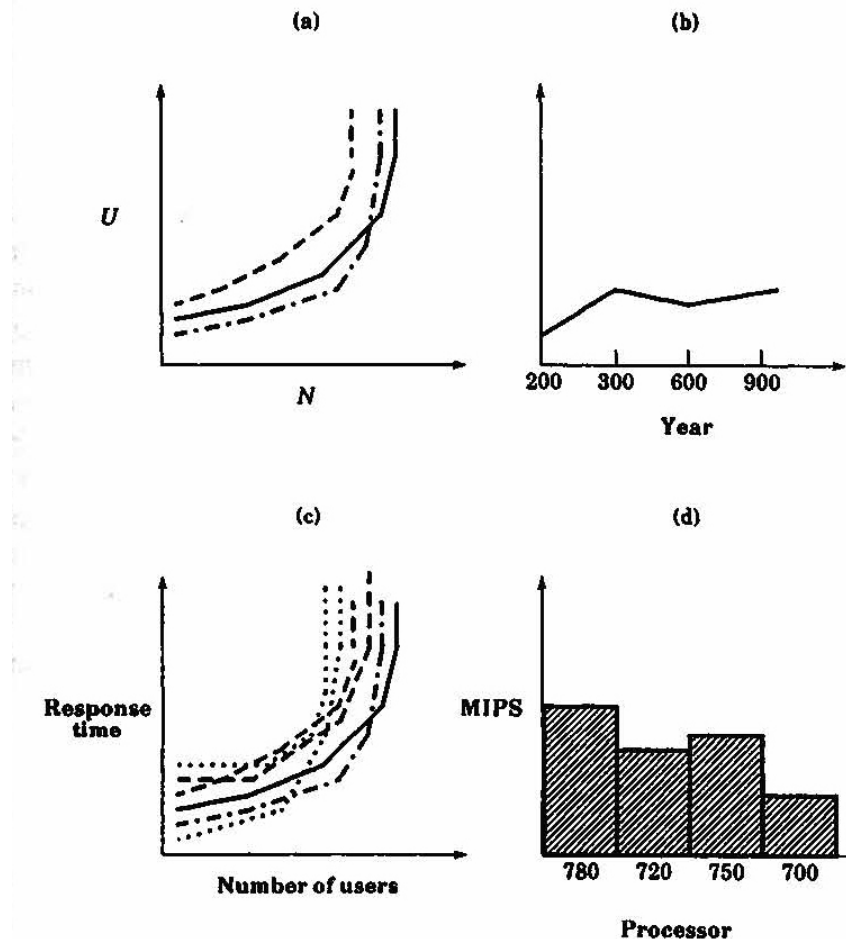 (a)
(b)
U
N
200 300 600 900
Year
(c)
(d)
Response
time
MIPS
Number of users
780 720 750 700
Processor